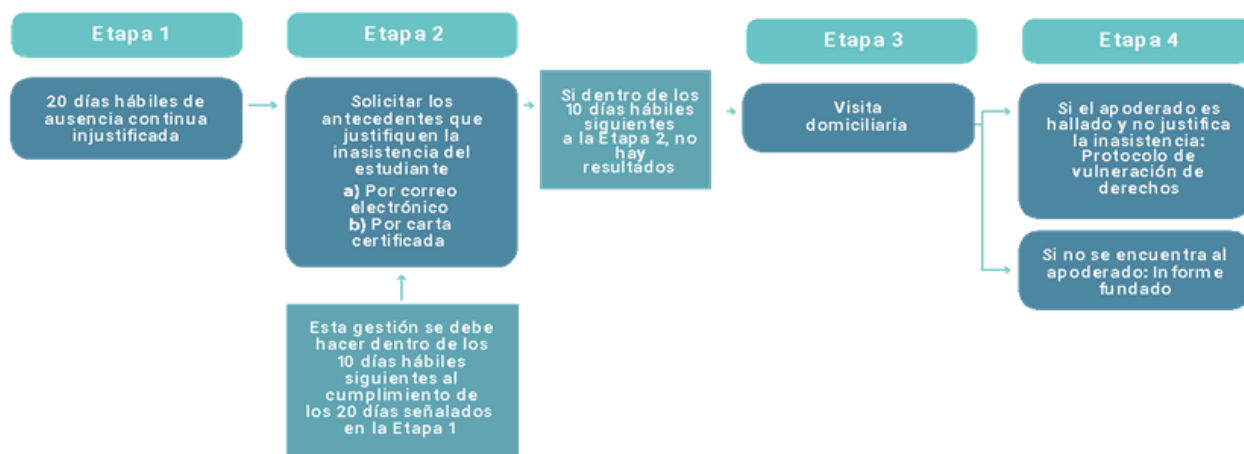 Etapa 1
20 días hábiles de
ausencia continua
injustificada
Etapa 2
Solicitar los
antecedentes que
justifiquen la
inasistencia del
estudiante
a) Por correo
electrónico
b) Por carta
certificada
Esta gestión se debe
hacer dentro de los
10 días hábiles
siguientes al
cumplimiento de
los 20 días señalados
en la Etapa 1
Si dentro de los
10 días hábiles
siguientes
a la Etapa 2, no
hay
resultados
Etapa 3
Visita
domiciliaria
Etapa 4
Si el apoderado es
hallado y no justifica
la inasistencia:
Protocolo de
vulneración de
derechos
Si no se encuentra al
apoderado: Informe
fundado